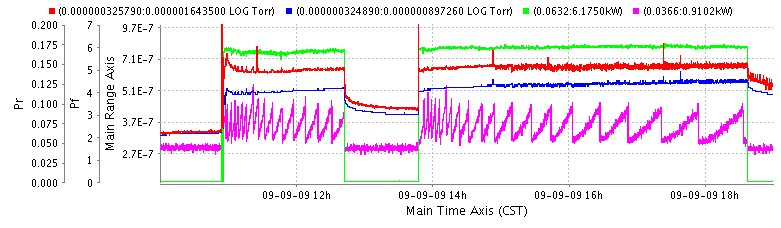 (0.000000325790:0.000001643500 LOG Torr) (0.000000324890:0.000000897260 LOG Torr) (0.0632:6.1750kW) (0.0366:0.9102kW)
0.200 7 9.7E-7
0.175 6 7.2E-7
0.150 5
0.125 4 5.1E-7
0.100
0.075 3 3.7E-7
0.050 2
0.025 1 2.7E-7
0.000 0
Pr
Pf
Main Range Axis
09-09-09 12h 09-09-09 14h 09-09-09 16h 09-09-09 18h
Main Time Axis (CST)